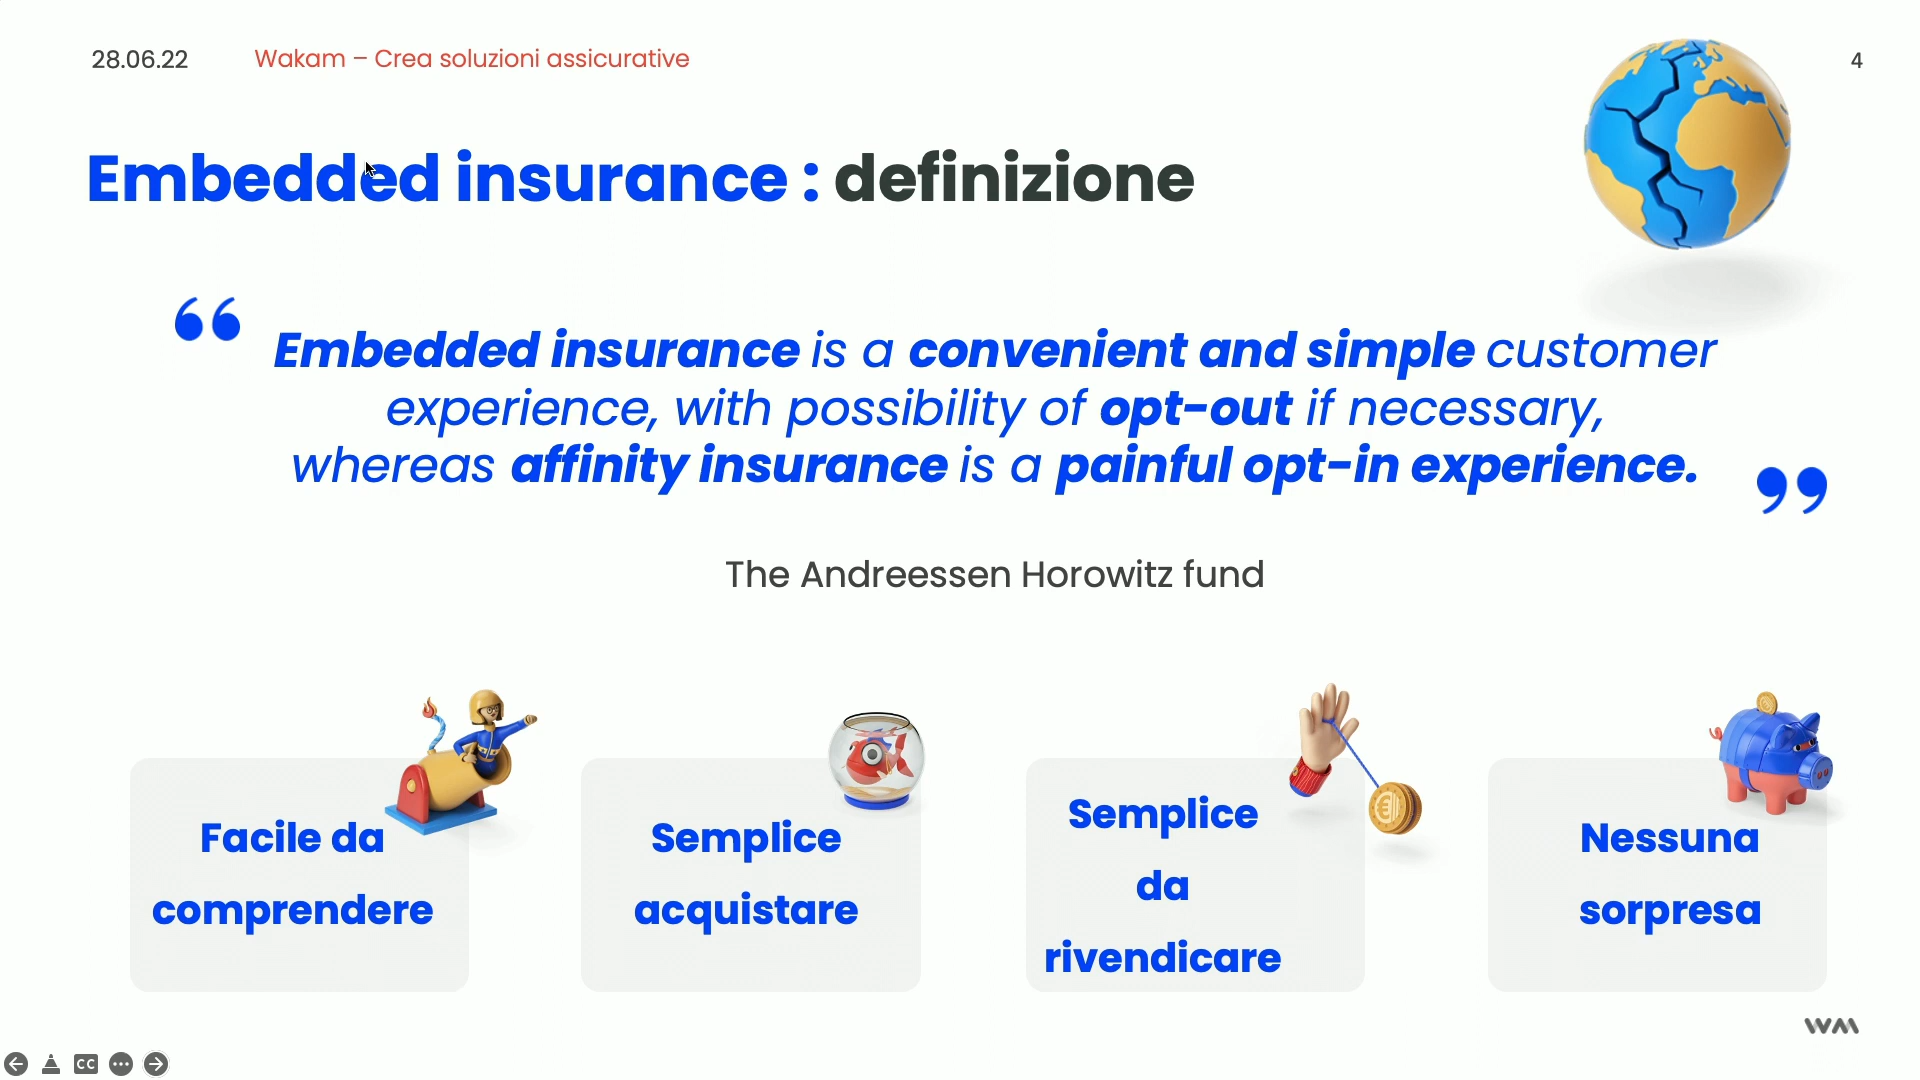 28.06.22
Wakam – Crea soluzioni assicurative
4
Embedded insurance : definizione
“ Embedded insurance is a convenient and simple customer
experience, with possibility of opt-out if necessary,
whereas affinity insurance is a painful opt-in experience. ”
The Andreessen Horowitz fund
Facile da
comprendere
Semplice
acquistare
Semplice
da
rivendicare
Nessuna
sorpresa
WM
CC